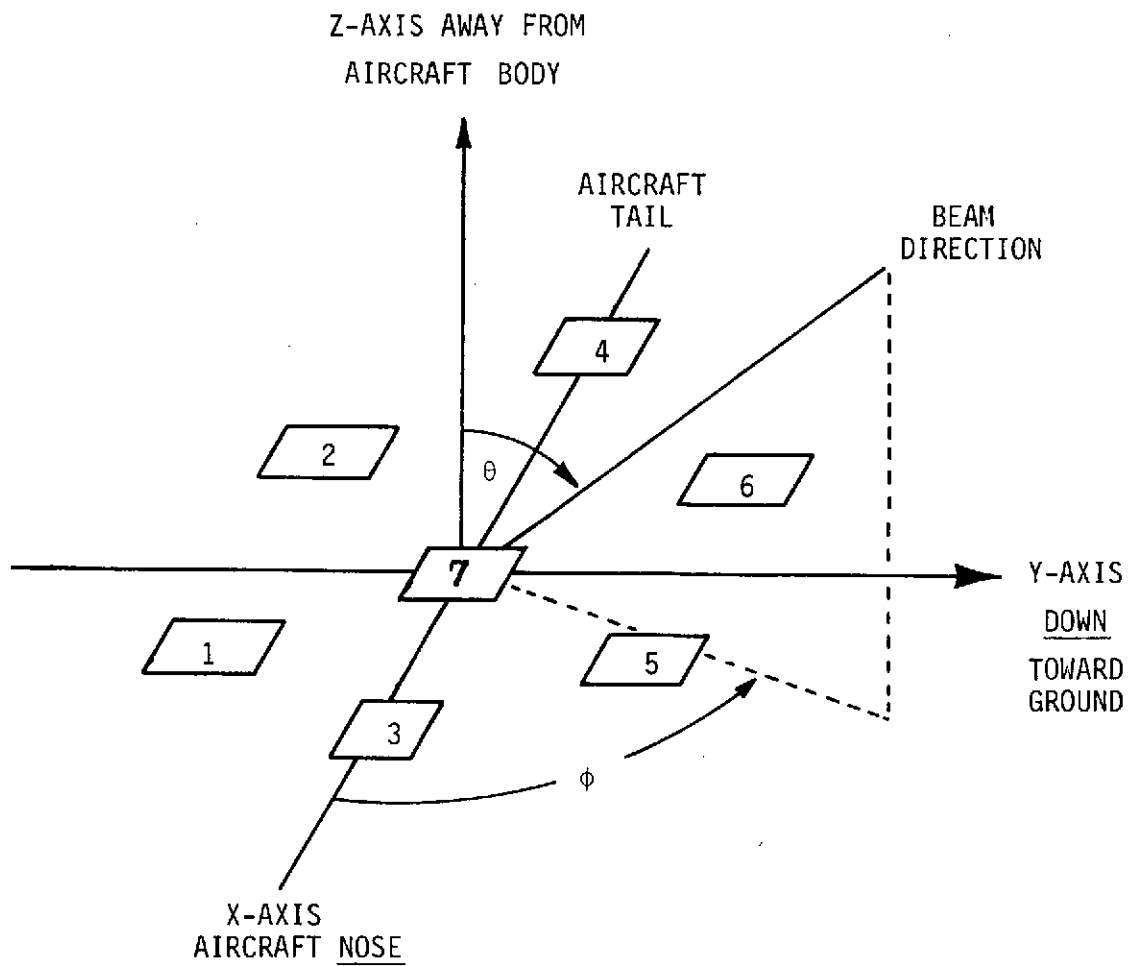 Z-AXIS AWAY FROM
AIRCRAFT BODY
AIRCRAFT
TAIL
BEAM
DIRECTION
4
2
θ
6
7
Y-AXIS
DOWN
TOWARD
GROUND
1
5
3
φ
X-AXIS
AIRCRAFT NOSE